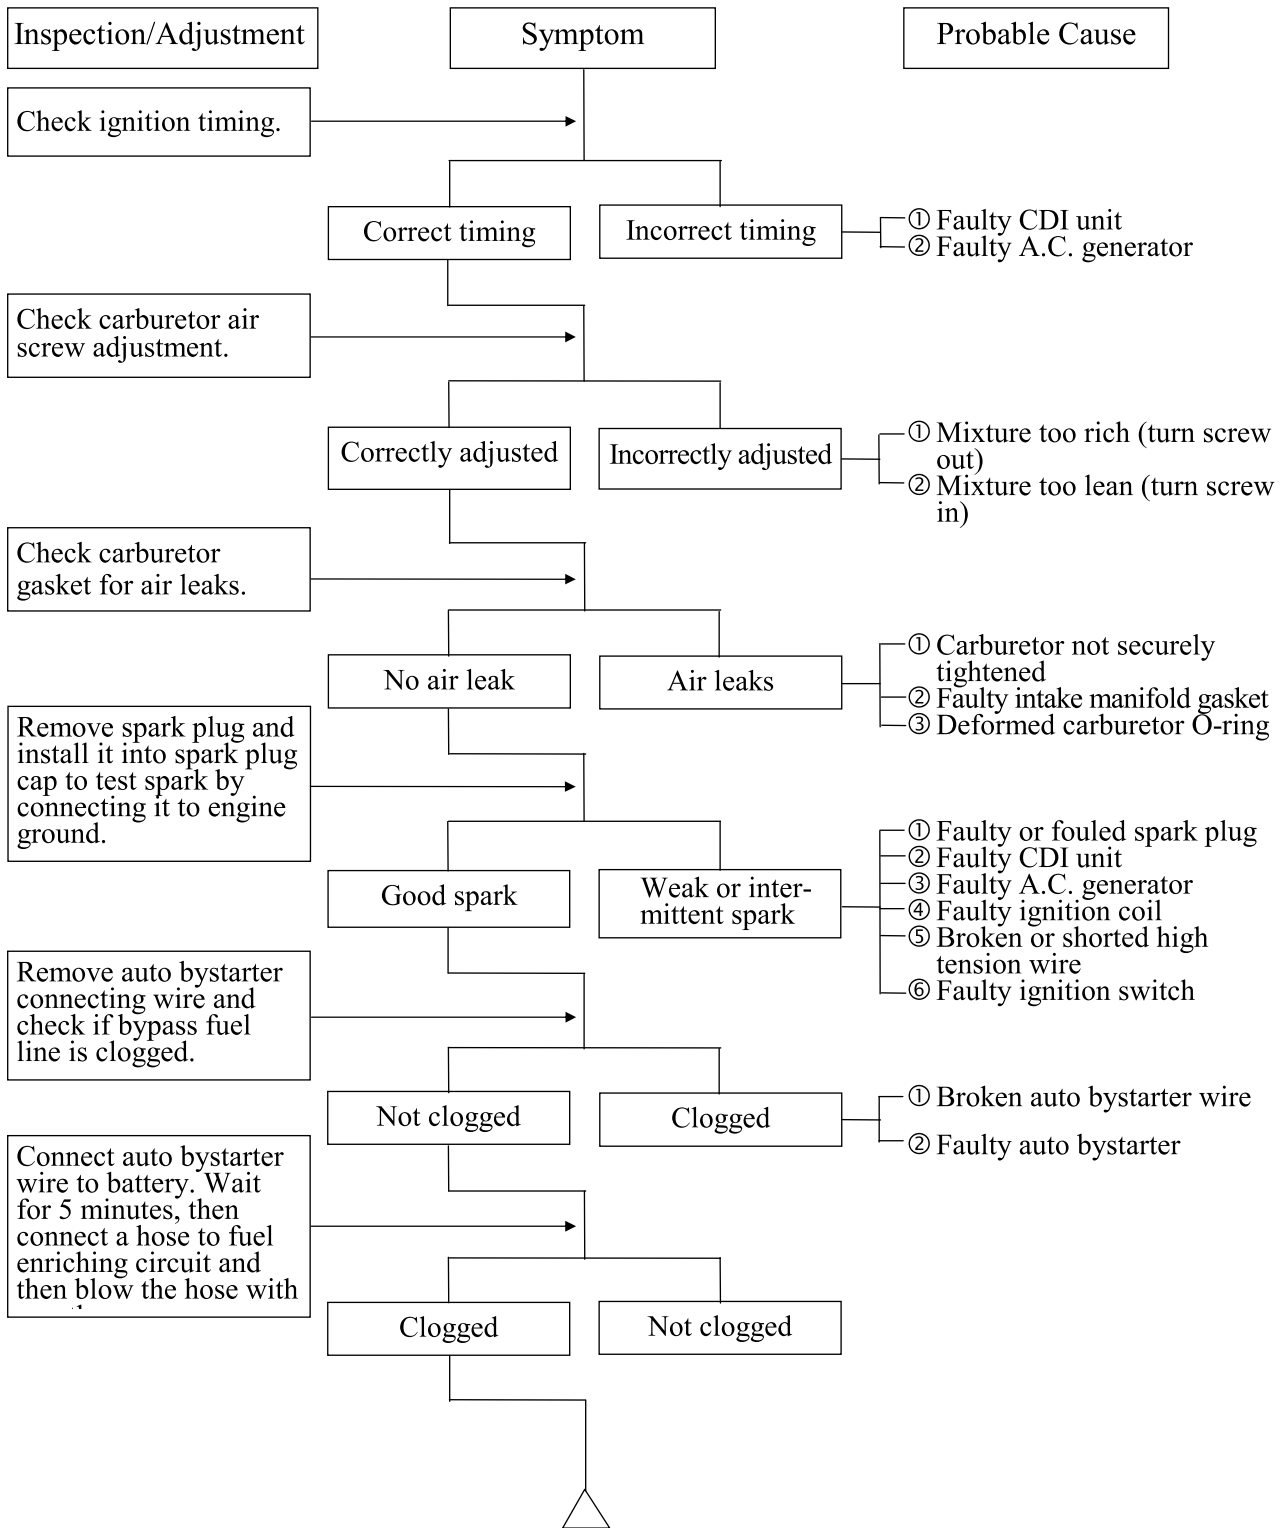 Inspection/Adjustment
Symptom
Probable Cause
Check ignition timing.
Correct timing
Incorrect timing
① Faulty CDI unit
② Faulty A.C. generator
Check carburetor air
screw adjustment.
Correctly adjusted
Incorrectly adjusted
① Mixture too rich (turn screw
out)
② Mixture too lean (turn screw
in)
Check carburetor
gasket for air leaks.
No air leak
Air leaks
① Carburetor not securely
tightened
② Faulty intake manifold gasket
③ Deformed carburetor O-ring
Remove spark plug and
install it into spark plug
cap to test spark by
connecting it to engine
ground.
Good spark
Weak or inter-
mittent spark
① Faulty or fouled spark plug
② Faulty CDI unit
③ Faulty A.C. generator
④ Faulty ignition coil
⑤ Broken or shorted high
tension wire
⑥ Faulty ignition switch
Remove auto bystarter
connecting wire and
check if bypass fuel
line is clogged.
Not clogged
Clogged
① Broken auto bystarter wire
② Faulty auto bystarter
Connect auto bystarter
wire to battery. Wait
for 5 minutes, then
connect a hose to fuel
enriching circuit and
then blow the hose with
Clogged
Not clogged